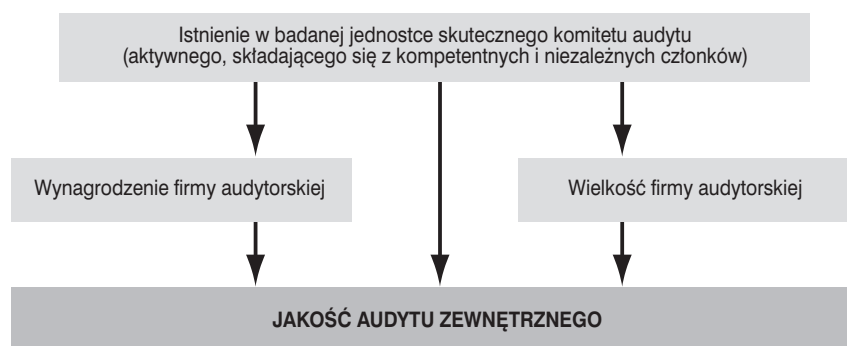 Istnienie w badanej jednostce skutecznego komitetu audytu
(aktywnego, składającego się z kompetentnych i niezależnych członków)
Wynagrodzenie firmy audytorskiej
Wielkość firmy audytorskiej
JAKOŚĆ AUDYTU ZEWNĘTRZNEGO